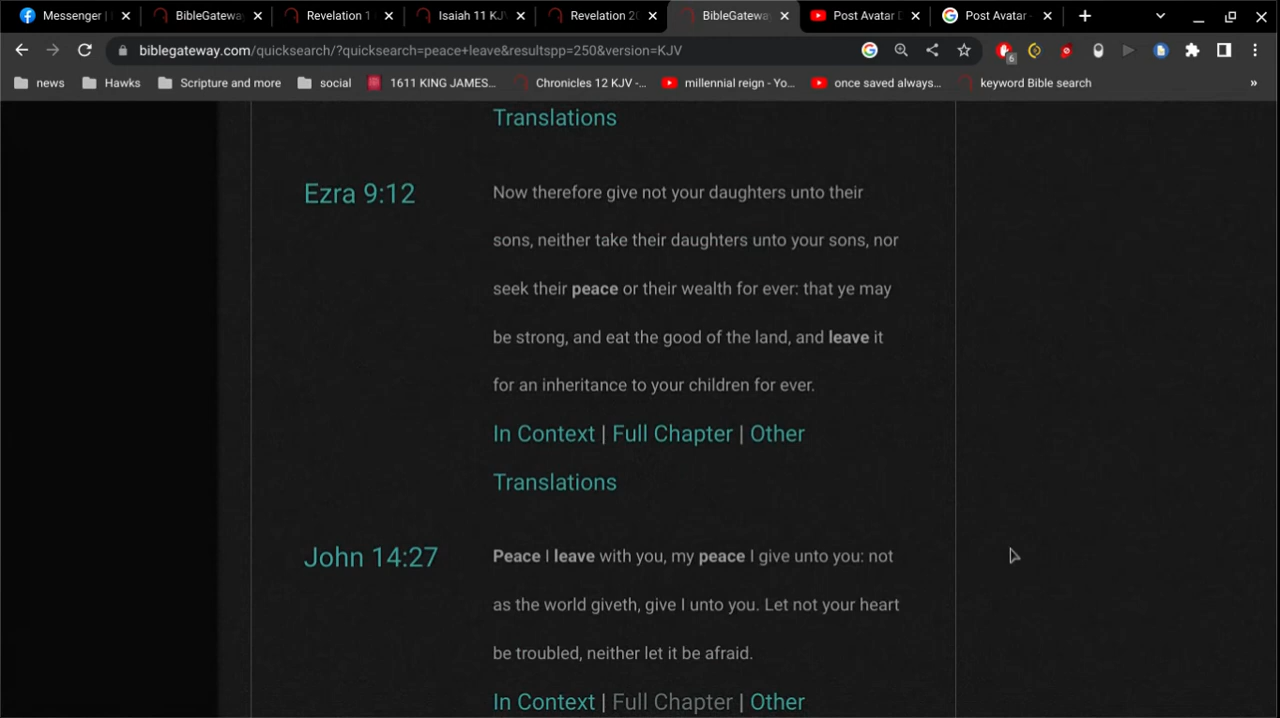 Messenger |
BibleGateway
Revelation 1
Isaiah 11 KJV
Revelation 20
BibleGateway
Post Avatar D
Post Avatar
biblegateway.com/quicksearch/?quicksearch=peace+leave&resultspp=250&version=KJV
6
news
Hawks
Scripture and more
social
1611 KING JAMES...
Chronicles 12 KJV -...
millennial reign - Yo...
once saved always...
keyword Bible search
»
Translations
Ezra 9:12
Now therefore give not your daughters unto their
sons, neither take their daughters unto your sons, nor
seek their peace or their wealth for ever: that ye may
be strong, and eat the good of the land, and leave it
for an inheritance to your children for ever.
In Context | Full Chapter | Other
Translations
John 14:27
Peace I leave with you, my peace I give unto you: not
as the world giveth, give I unto you. Let not your heart
be troubled, neither let it be afraid.
In Context | Full Chapter | Other